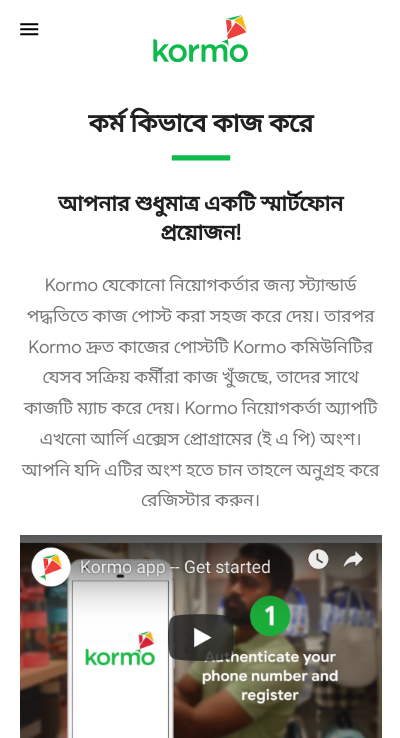 kormo
কর্ম কিভাবে কাজ করে
আপনার শুধুমাত্র একটি স্মার্টফোন
প্রয়োজন!
Kormo যেকোনো নিয়োগকর্তার জন্য স্ট্যান্ডার্ড
পদ্ধতিতে কাজ পোস্ট করা সহজ করে দেয়। তারপর
Kormo দ্রুত কাজের পোস্টটি Kormo কমিউনিটির
যেসব সক্রিয় কর্মীরা কাজ খুঁজছে, তাদের সাথে
কাজটি ম্যাচ করে দেয়। Kormo নিয়োগকর্তা অ্যাপটি
এখনো আর্লি এক্সেস প্রোগ্রামের (ই এ পি) অংশ।
আপনি যদি এটির অংশ হতে চান তাহলে অনুগ্রহ করে
রেজিস্টার করুন।
Kormo app -- Get started
1
kormo
Authenticate your
phone number and
register